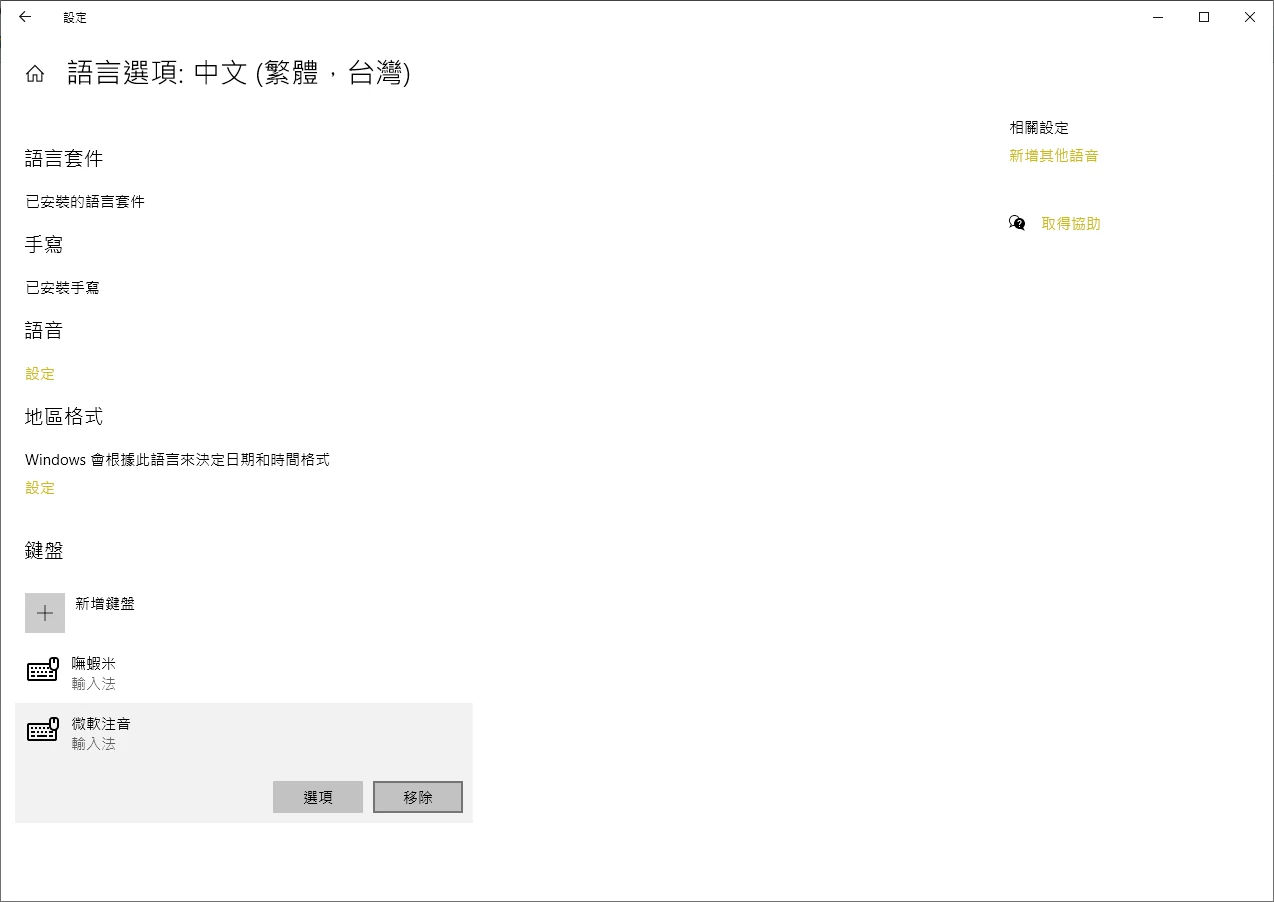 設定
語言選項: 中文 (繁體，台灣)
語言套件
已安裝的語言套件
手寫
已安裝手寫
語音
設定
地區格式
Windows 會根據此語言來決定日期和時間格式
設定
鍵盤
新增鍵盤
嘸蝦米
輸入法
微軟注音
輸入法
選項
移除
相關設定
新增其他語音
取得協助